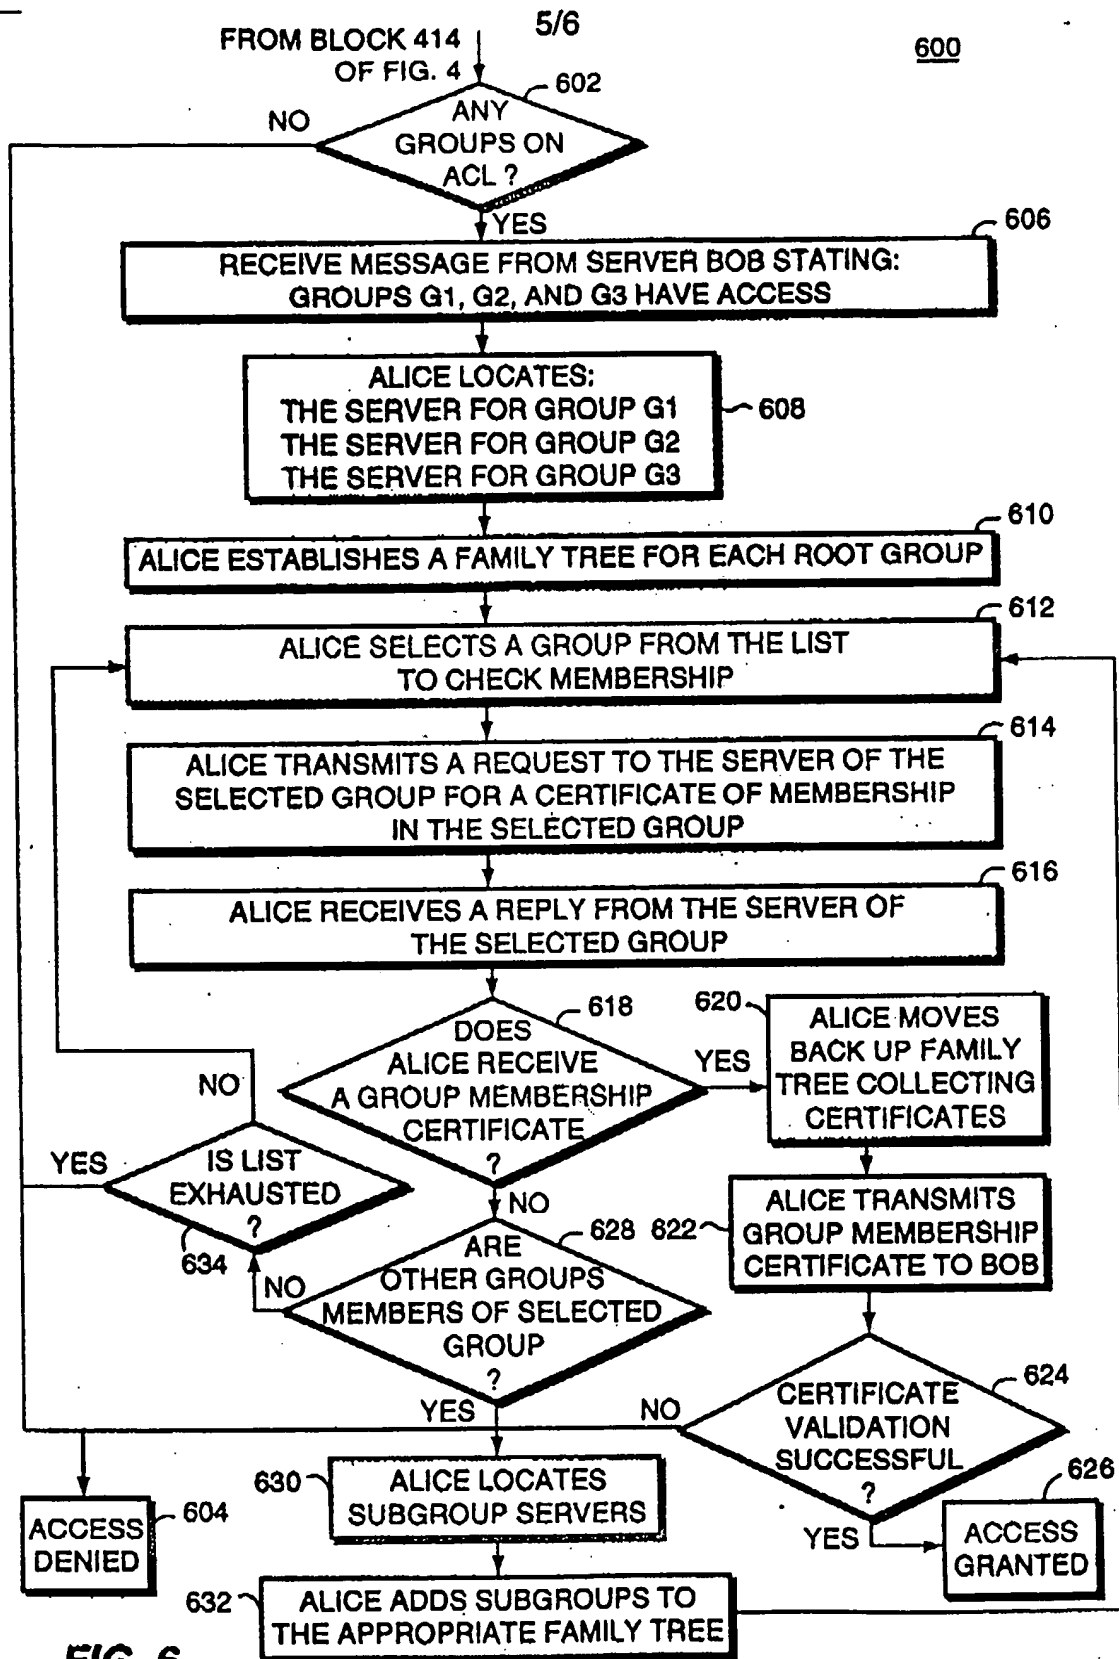 5/6
FROM BLOCK 414
OF FIG. 4
600
602
ANY
GROUPS ON
ACL ?
NO
YES
606
RECEIVE MESSAGE FROM SERVER BOB STATING:
GROUPS G1, G2, AND G3 HAVE ACCESS
ALICE LOCATES:
THE SERVER FOR GROUP G1
THE SERVER FOR GROUP G2
THE SERVER FOR GROUP G3
608
610
ALICE ESTABLISHES A FAMILY TREE FOR EACH ROOT GROUP
612
ALICE SELECTS A GROUP FROM THE LIST
TO CHECK MEMBERSHIP
614
ALICE TRANSMITS A REQUEST TO THE SERVER OF THE
SELECTED GROUP FOR A CERTIFICATE OF MEMBERSHIP
IN THE SELECTED GROUP
616
ALICE RECEIVES A REPLY FROM THE SERVER OF
THE SELECTED GROUP
618
DOES
ALICE RECEIVE
A GROUP MEMBERSHIP
CERTIFICATE
?
YES
NO
620
ALICE MOVES
BACK UP FAMILY
TREE COLLECTING
CERTIFICATES
NO
YES
IS LIST
EXHAUSTED
?
634
622
ALICE TRANSMITS
GROUP MEMBERSHIP
CERTIFICATE TO BOB
628
ARE
OTHER GROUPS
MEMBERS OF SELECTED
GROUP
?
NO
YES
624
CERTIFICATE
VALIDATION
SUCCESSFUL
?
NO
YES
626
ACCESS
GRANTED
630
ALICE LOCATES
SUBGROUP SERVERS
604
ACCESS
DENIED
632
ALICE ADDS SUBGROUPS TO
THE APPROPRIATE FAMILY TREE
FIG. 6